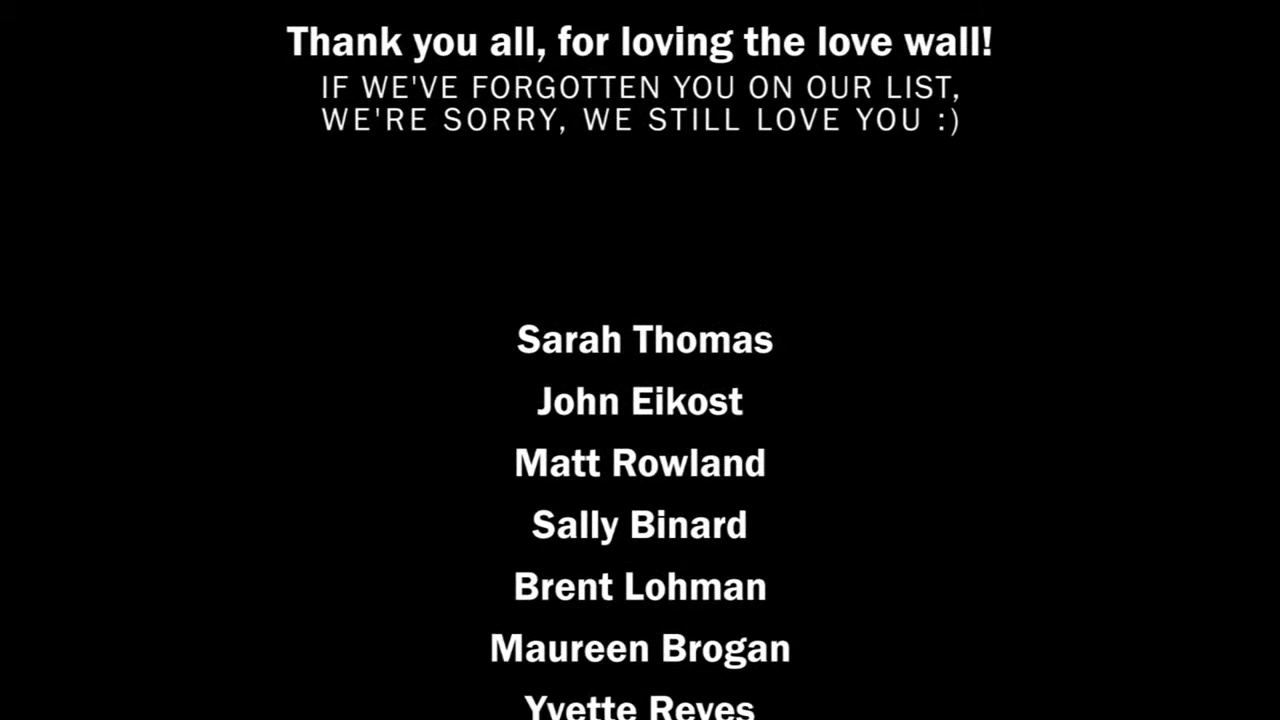 Thank you all, for loving the love wall!
IF WE'VE FORGOTTEN YOU ON OUR LIST,
WE'RE SORRY, WE STILL LOVE YOU :)
Sarah Thomas
John Eikost
Matt Rowland
Sally Binard
Brent Lohman
Maureen Brogan
Yvette Reyes